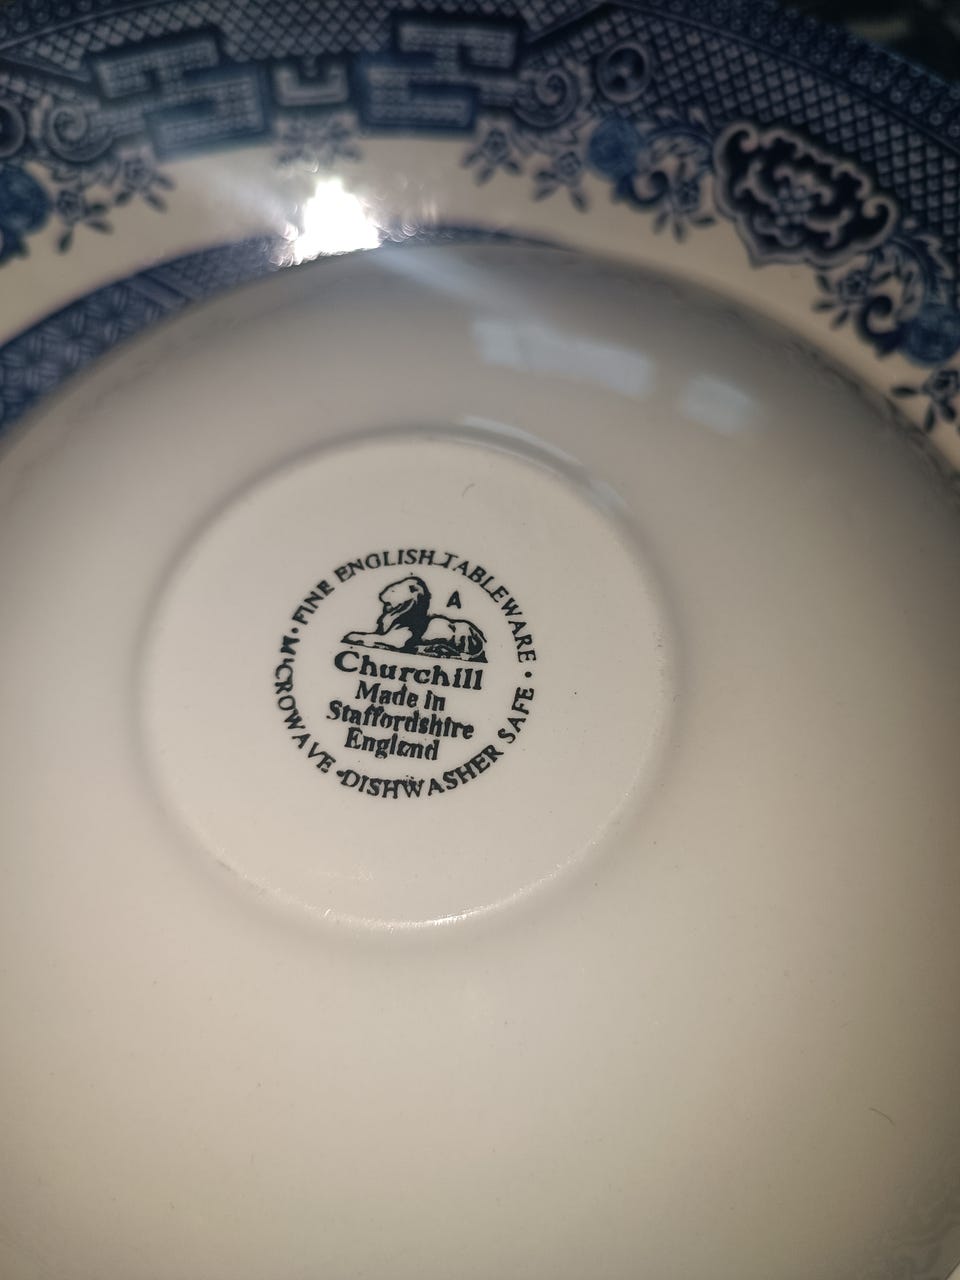 FINE ENGLISH TABLEWARE •
A
Churchill
Made in
Staffordshire
England
MICROWAVE • DISHWASHER SAFE •